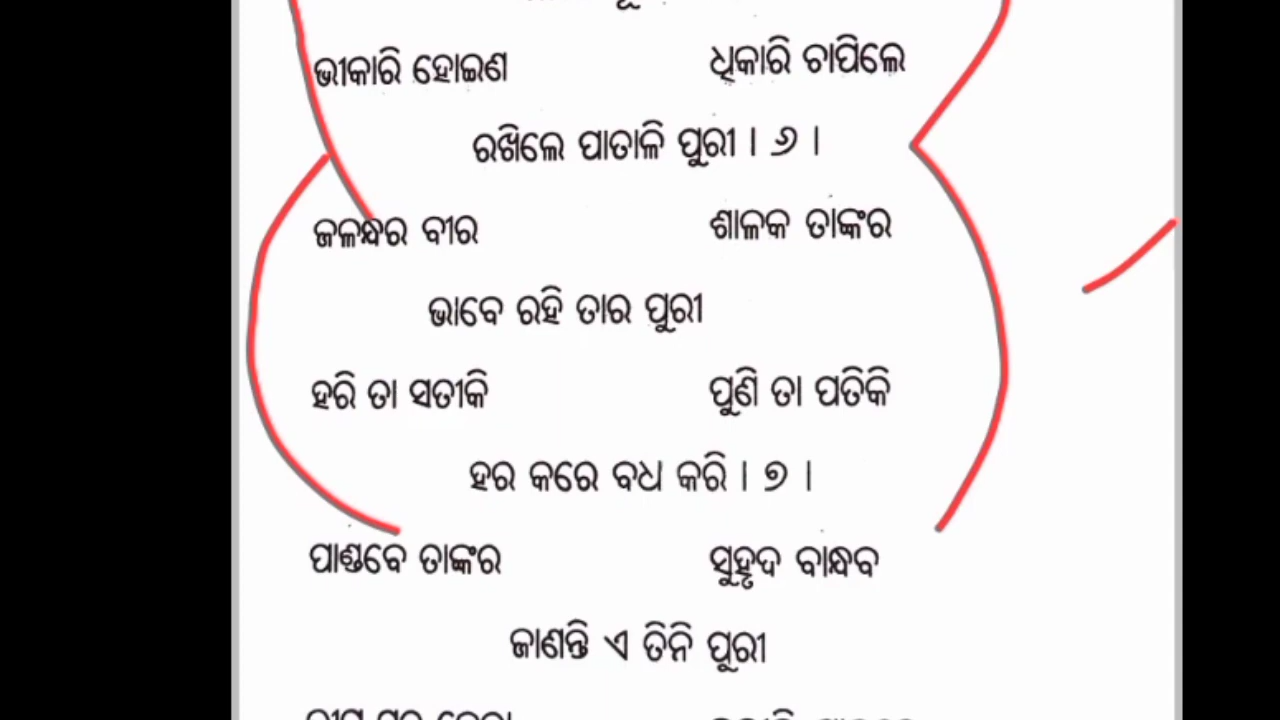 ଭୀକାରି ହୋଇଣ ଧିକାରି ଚାପିଲେ
ରଖିଲେ ପାତାଳି ପୁରୀ । ୬ ।
ଜଳନ୍ଧର ବୀର ଶାଳକ ତାଙ୍କର
ଭାବେ ରହି ତାର ପୁରୀ
ହରି ତା ସତୀକି ପୁଣି ତା ପତିକି
ହର କରେ ବଧ କରି । ୭ ।
ପାଣ୍ଡବେ ତାଙ୍କର ସୁହୃଦ ବାନ୍ଧବ
ଜାଣନ୍ତି ଏ ତିନି ପୁରୀ